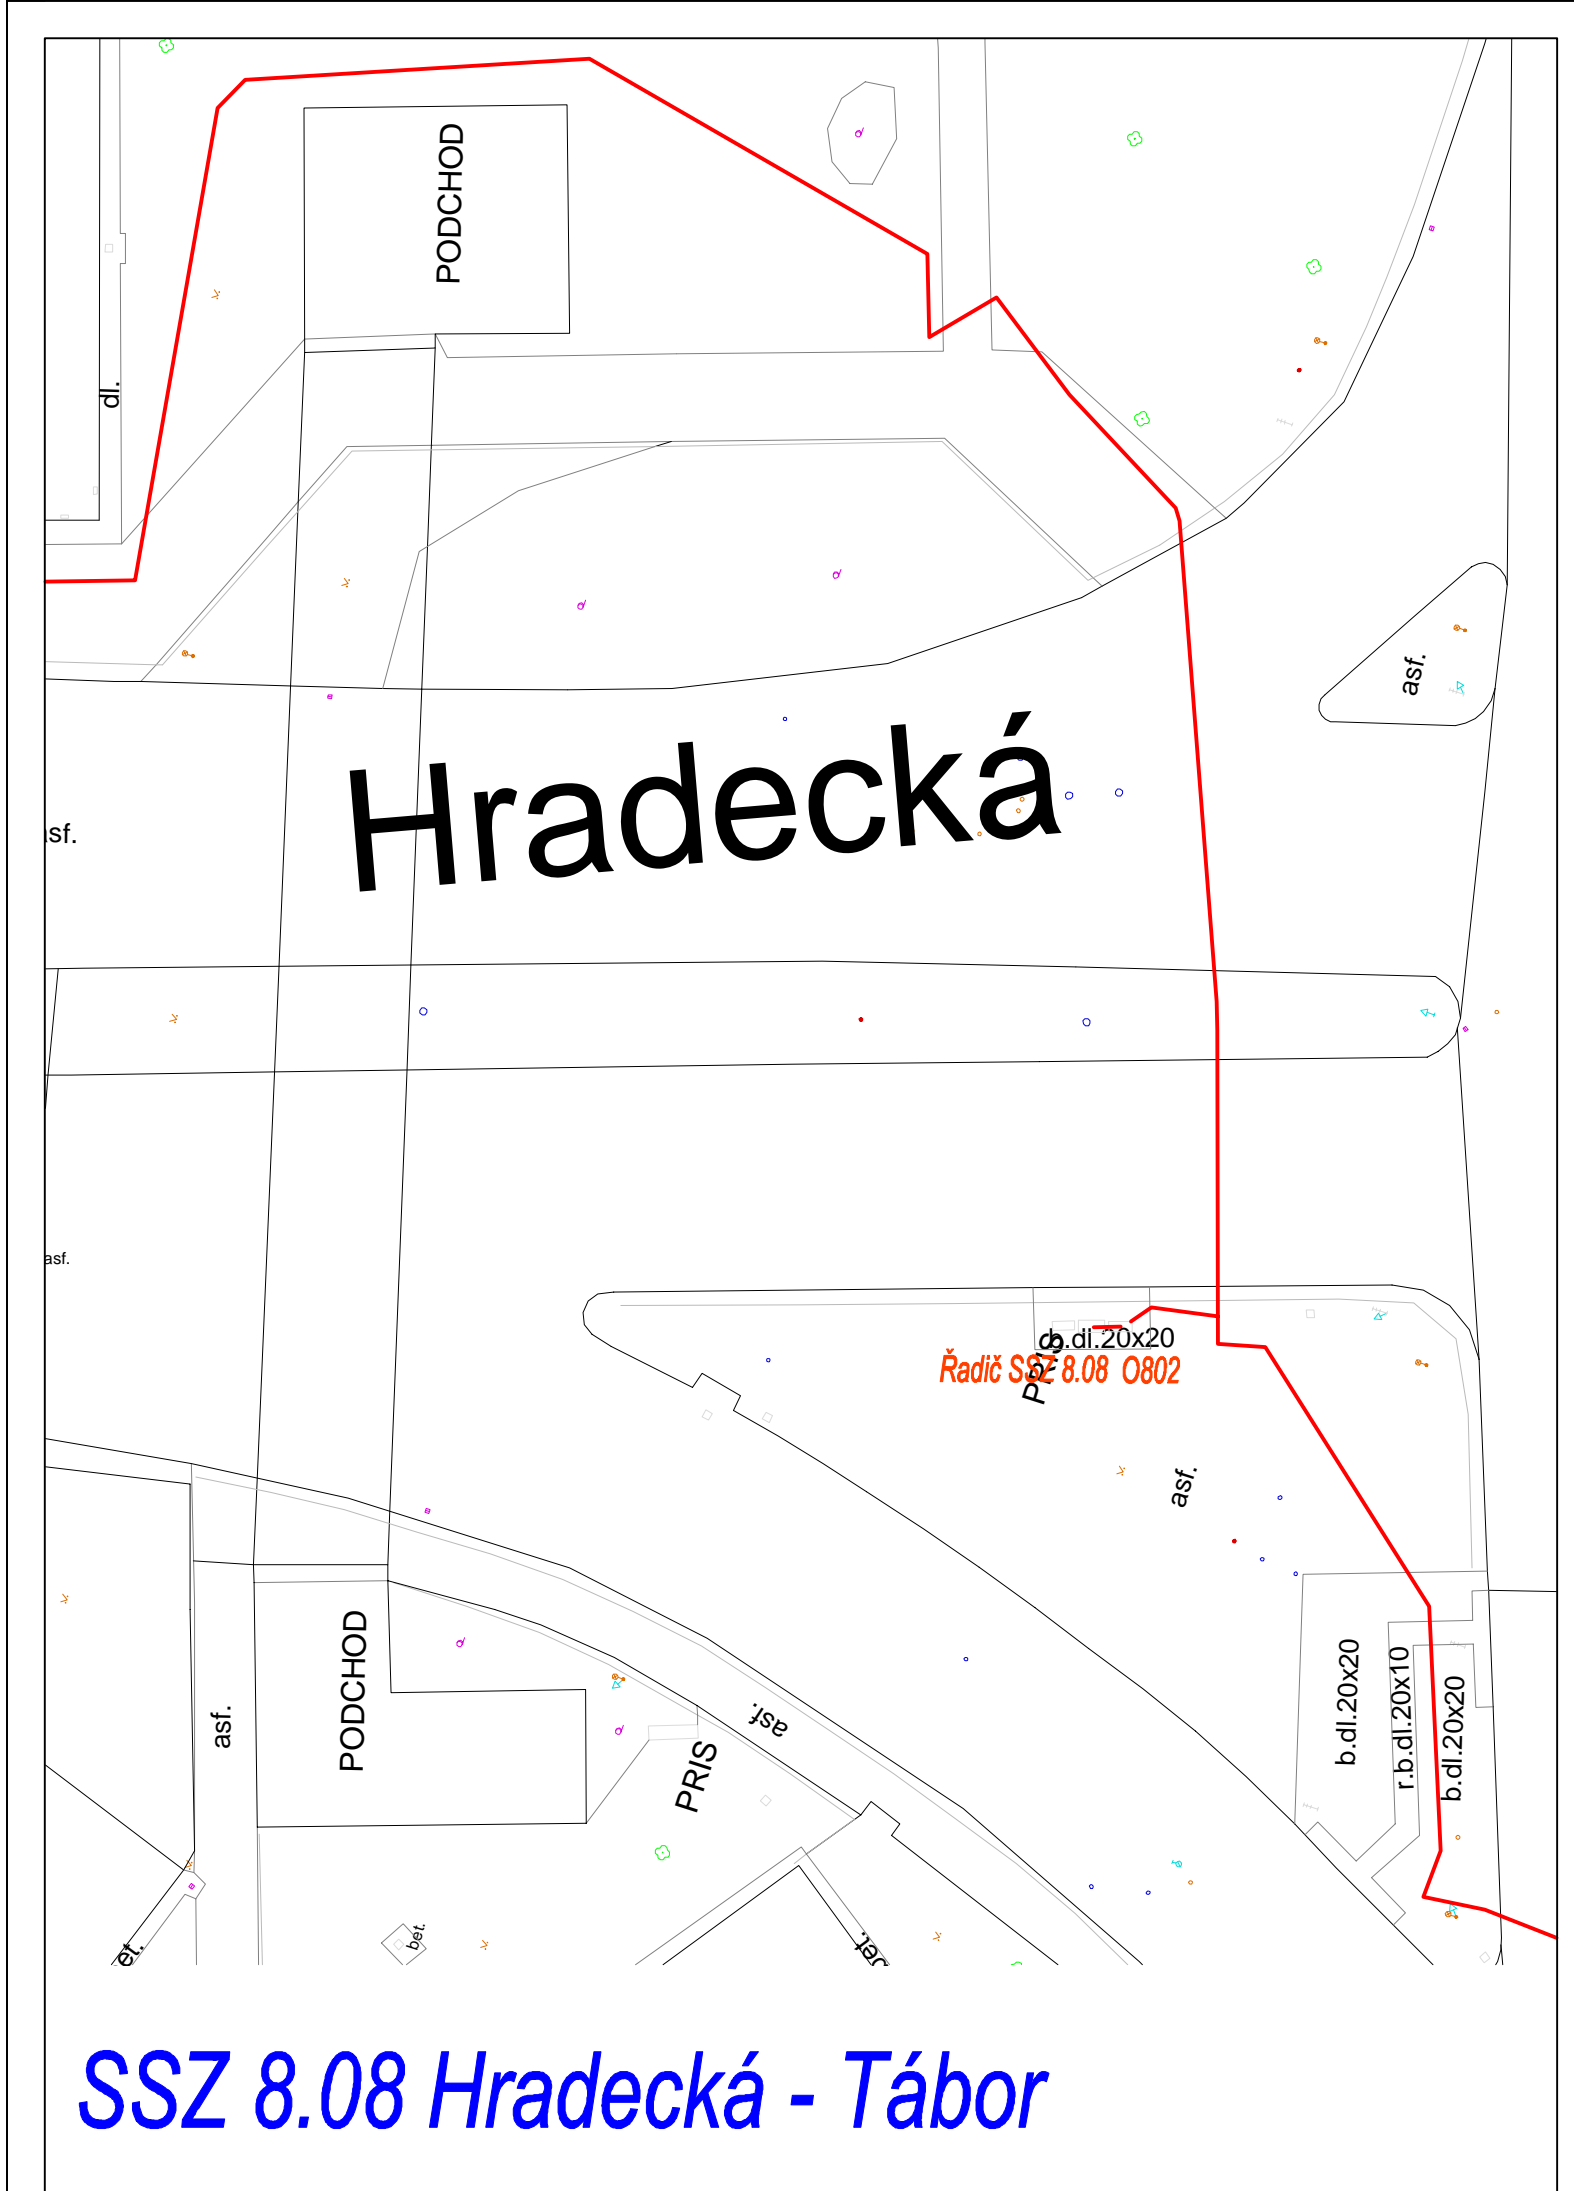 PODCHOD
dl.
asf.
Hradecká
asf.
b.dl.20x20
PRIS
Řadič SSZ 8.08 O802
asf.
b.dl.20x20
r.b.dl.20x10
b.dl.20x20
PODCHOD
asf.
asf.
PRIS
bet.
SSZ 8.08 Hradecká - Tábor